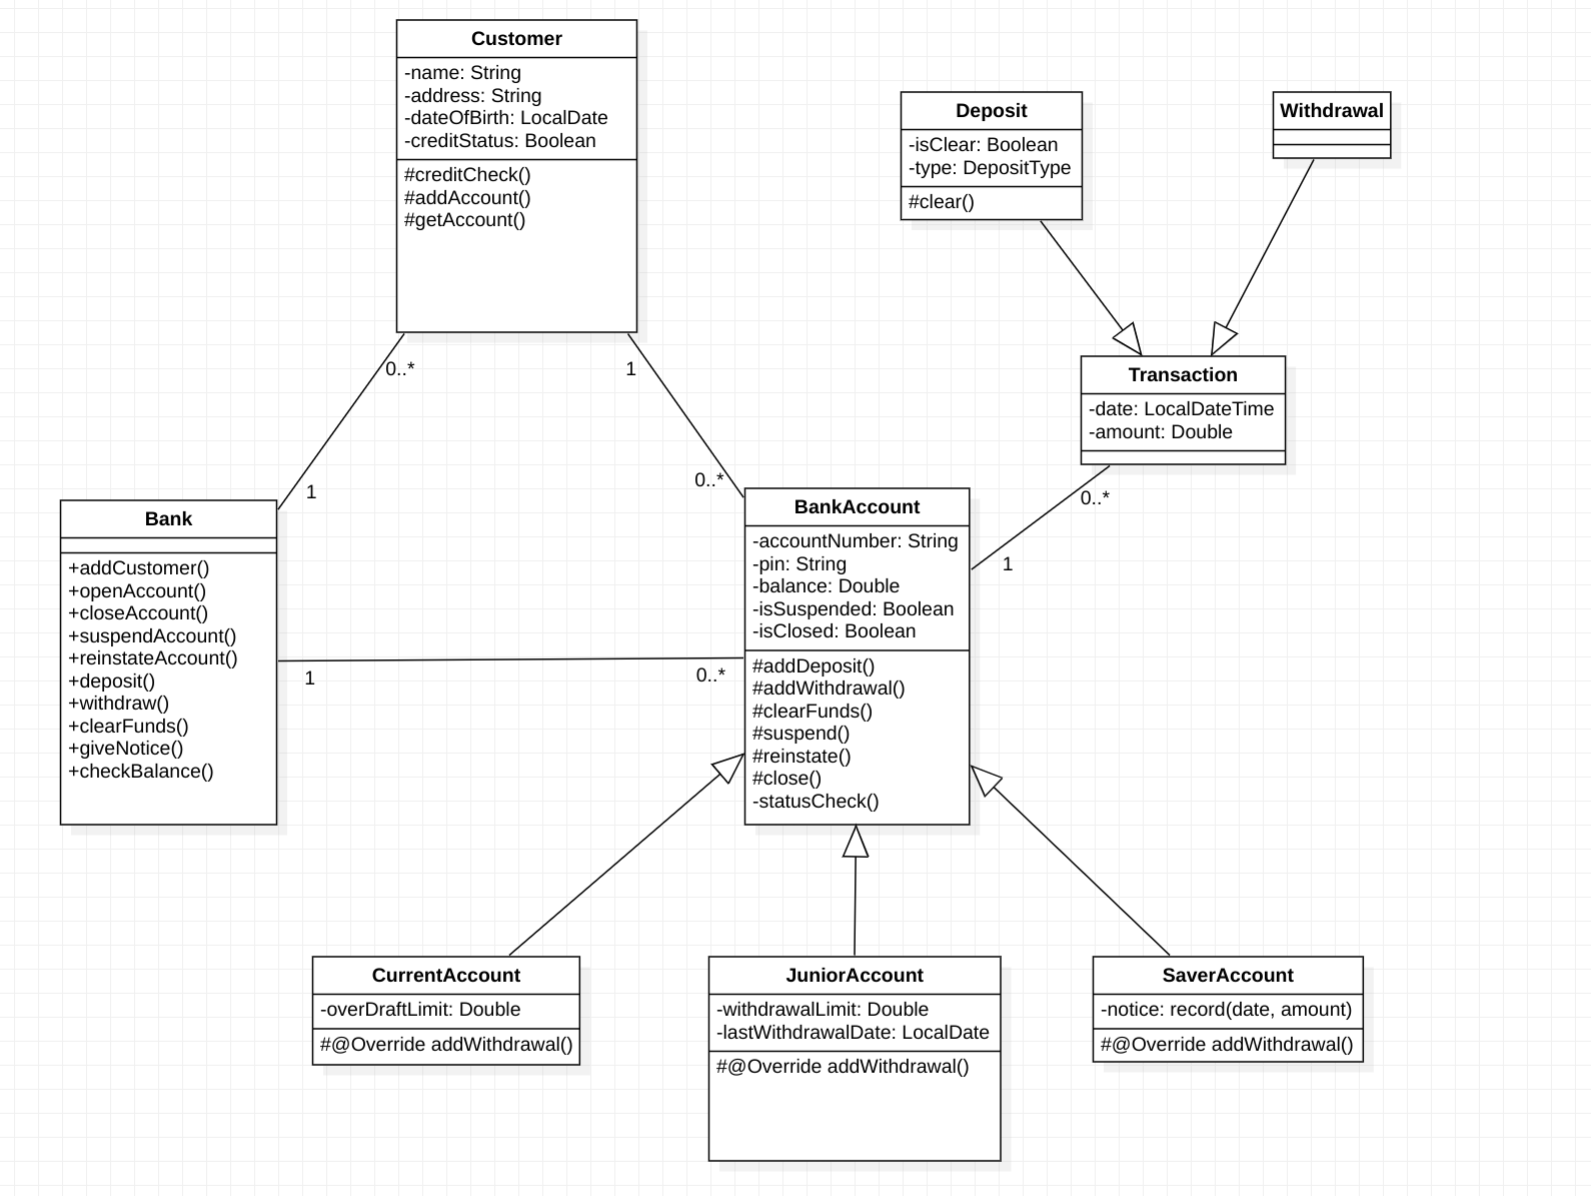 Customer
-name: String
-address: String
-dateOfBirth: LocalDate
-creditStatus: Boolean
#creditCheck()
#addAccount()
#getAccount()
Deposit
-isClear: Boolean
-type: DepositType
#clear()
Withdrawal
Transaction
-date: LocalDateTime
-amount: Double
0..*
1
1
0..*
0..*
1
Bank
+addCustomer()
+openAccount()
+closeAccount()
+suspendAccount()
+reinstateAccount()
+deposit()
+withdraw()
+clearFunds()
+giveNotice()
+checkBalance()
1
0..*
BankAccount
-accountNumber: String
-pin: String
-balance: Double
-isSuspended: Boolean
-isClosed: Boolean
#addDeposit()
#addWithdrawal()
#clearFunds()
#suspend()
#reinstate()
#close()
-statusCheck()
CurrentAccount
-overDraftLimit: Double
#@Override addWithdrawal()
JuniorAccount
-withdrawalLimit: Double
-lastWithdrawalDate: LocalDate
#@Override addWithdrawal()
SaverAccount
-notice: record(date, amount)
#@Override addWithdrawal()